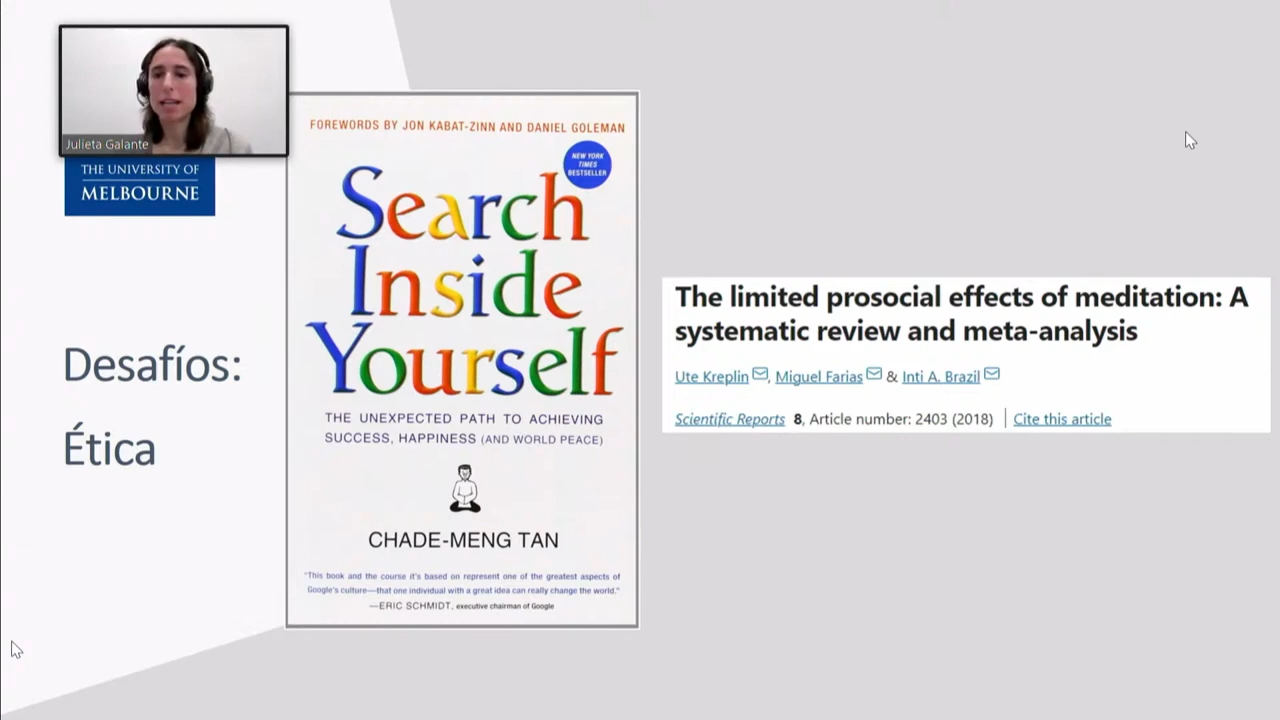 Julieta Galante
THE UNIVERSITY OF
MELBOURNE
Desafíos:
Ética
FOREWORDS BY JON KABAT-ZINN AND DANIEL GOLEMAN
NEW YORK
TIMES
BESTSELLER
Search
Inside
Yourself
THE UNEXPECTED PATH TO ACHIEVING
SUCCESS, HAPPINESS (AND WORLD PEACE)
CHADE-MENG TAN
"This book and the course it's based on represent one of the greatest aspects of
Google's culture—that one individual with a great idea can really change the world."
—ERIC SCHMIDT, executive chairman of Google
The limited prosocial effects of meditation: A
systematic review and meta-analysis
Ute Kreplin, Miguel Farias & Inti A. Brazil
Scientific Reports 8, Article number: 2403 (2018) | Cite this article